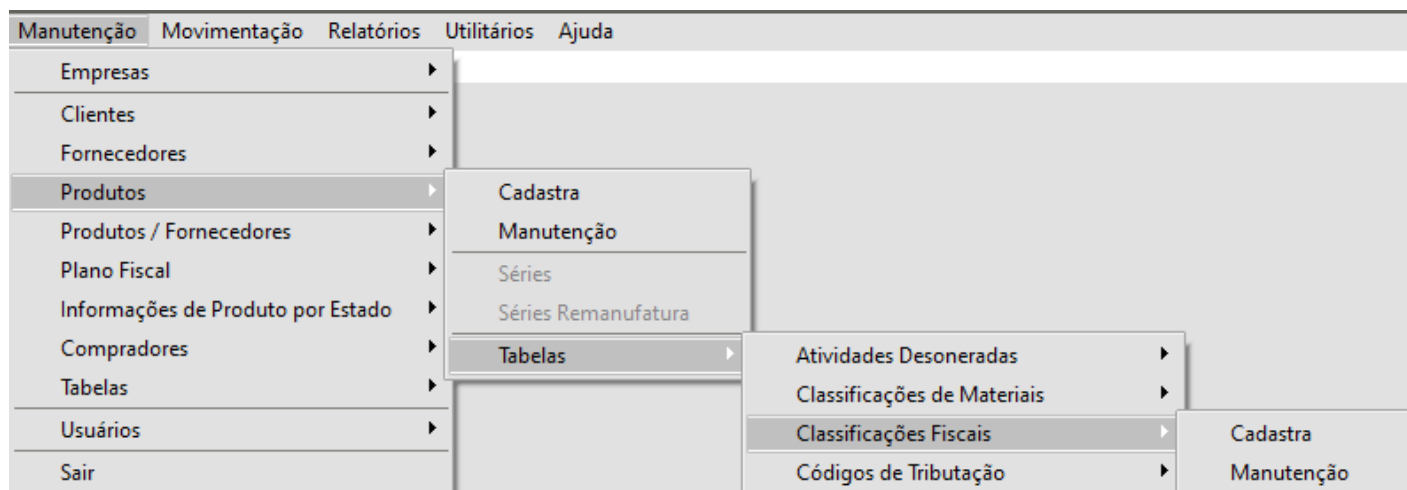 Manutenção Movimentação Relatórios Utilitários Ajuda
Empresas
Clientes
Fornecedores
Produtos
Produtos / Fornecedores
Plano Fiscal
Informações de Produto por Estado
Compradores
Tabelas
Usuários
Sair
Cadastra
Manutenção
Séries
Séries Remanufatura
Tabelas
Atividades Desoneradas
Classificações de Materiais
Classificações Fiscais
Códigos de Tributação
Cadastra
Manutenção